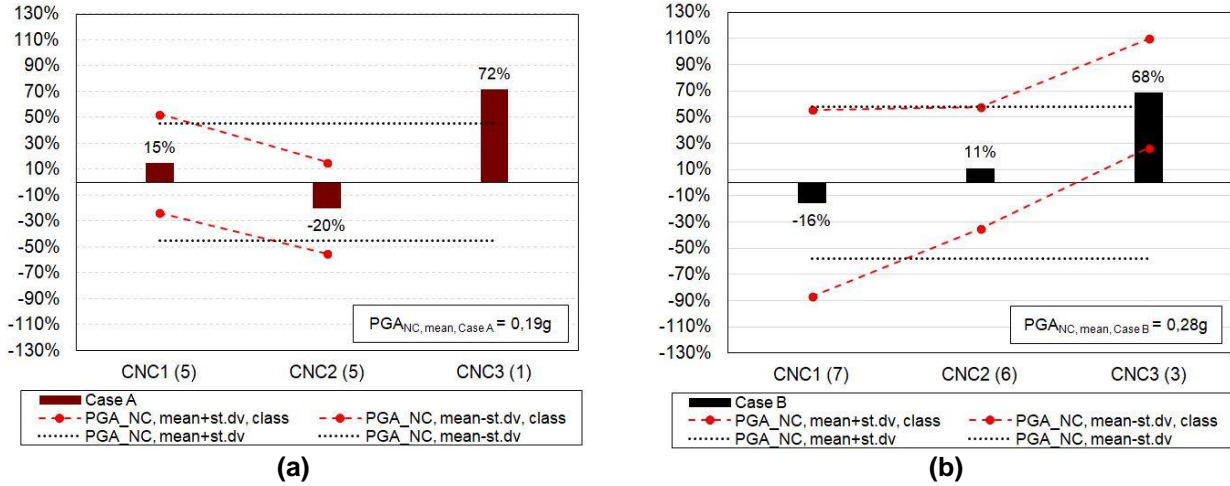 130%
110%
90%
70%
50%
30%
10%
-10%
-30%
-50%
-70%
-90%
-110%
-130%
15%
-20%
72%
PGA_NC, mean, Case A = 0,19g
CNC1 (5) CNC2 (5) CNC3 (1)
Case A
PGA_NC, mean+st.dv, class PGA_NC, mean-st.dv, class
PGA_NC, mean+st.dv PGA_NC, mean-st.dv
(a)
130%
110%
90%
70%
50%
30%
10%
-10%
-30%
-50%
-70%
-90%
-110%
-130%
-16%
11%
68%
PGA_NC, mean, Case B = 0,28g
CNC1 (7) CNC2 (6) CNC3 (3)
Case B
PGA_NC, mean+st.dv, class PGA_NC, mean-st.dv, class
PGA_NC, mean+st.dv PGA_NC, mean-st.dv
(b)